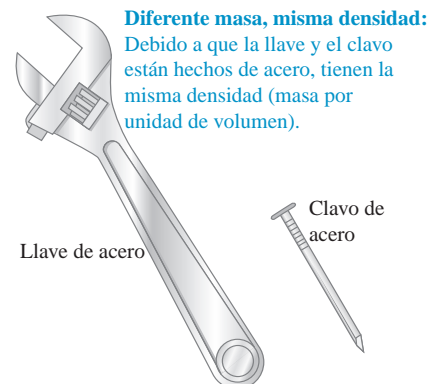 Diferente masa, misma densidad:
Debido a que la llave y el clavo
están hechos de acero, tienen la
misma densidad (masa por
unidad de volumen).
Clavo de
acero
Llave de acero